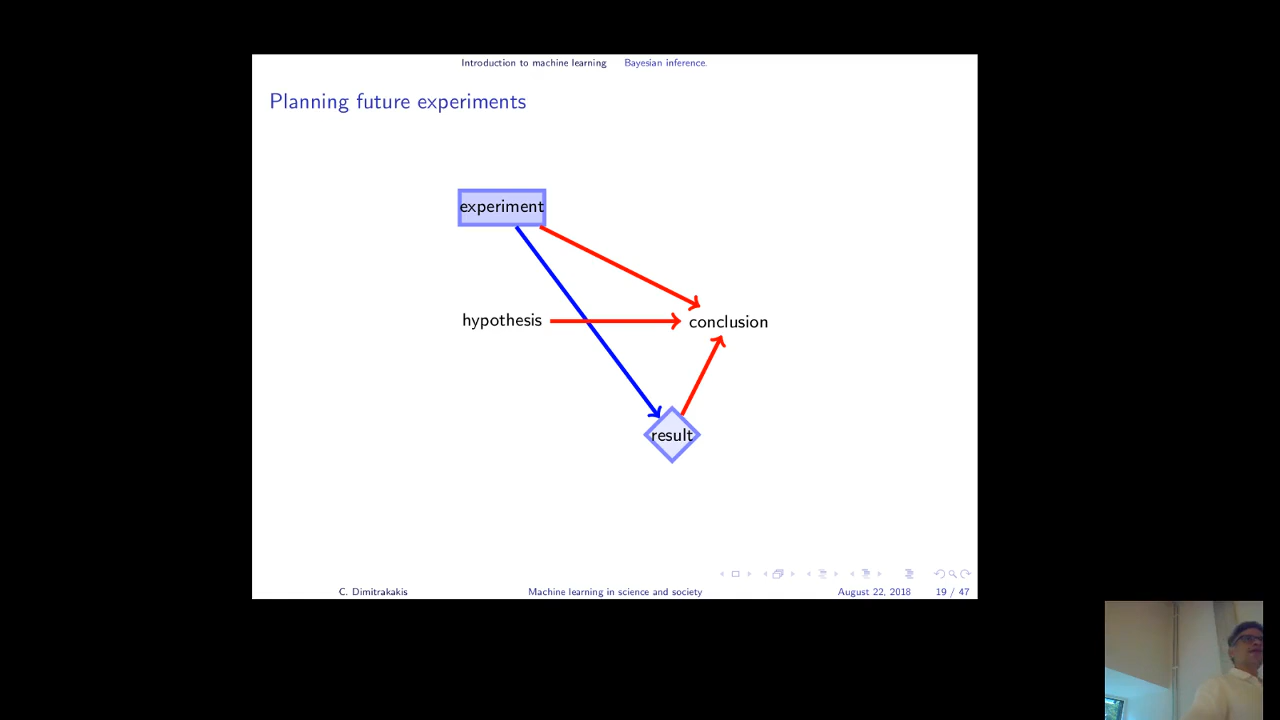 Introduction to machine learning Bayesian inference.
Planning future experiments
experiment
hypothesis
conclusion
result
C. Dimitrakakis Machine learning in science and society August 22, 2018 19 / 47